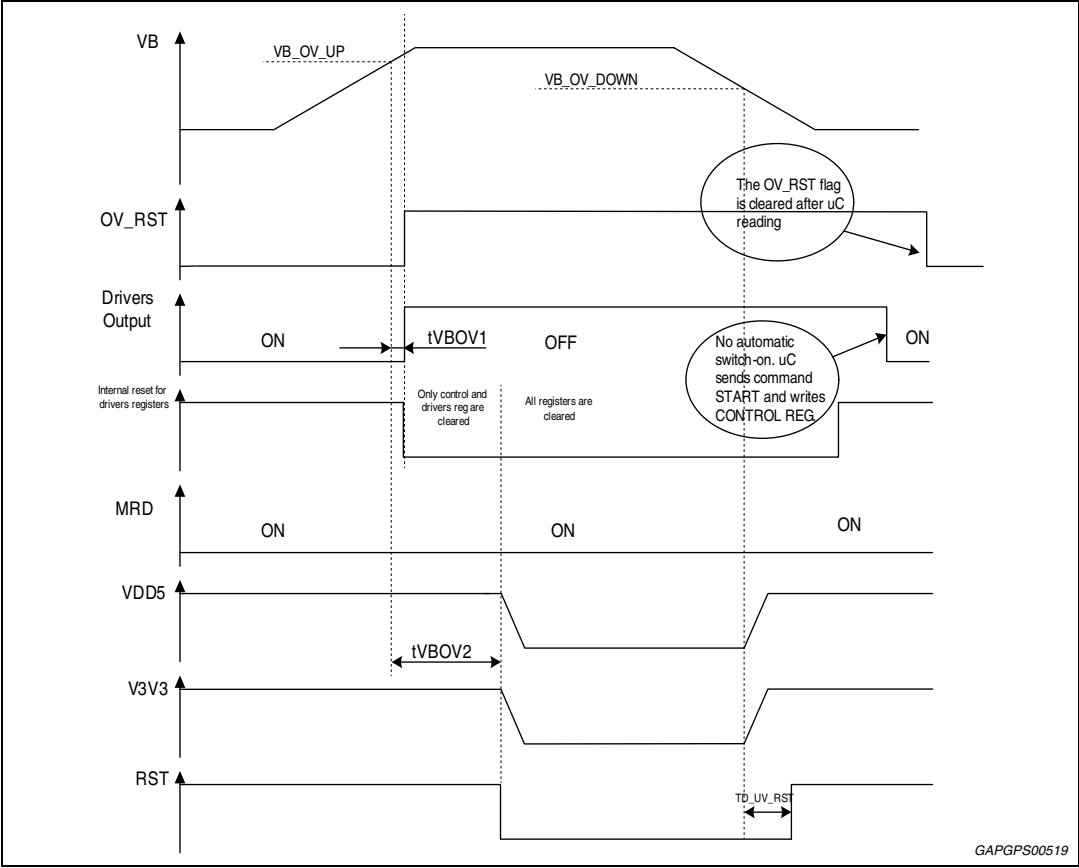 VB
VB_OV_UP
VB_OV_DOWN
The OV_RST flag
is cleared after uC
reading
OV_RST
Drivers
Output
ON
tVBOV1
OFF
No automatic
switch-on. uC
sends command
START and writes
CONTROL REG.
ON
Internal reset for
drivers registers
Only control and
drivers reg are
cleared
All registers are
cleared
MRD
ON
ON
ON
VDD5
tVBOV2
V3V3
RST
TD_UV_RST
GAPGPS00519